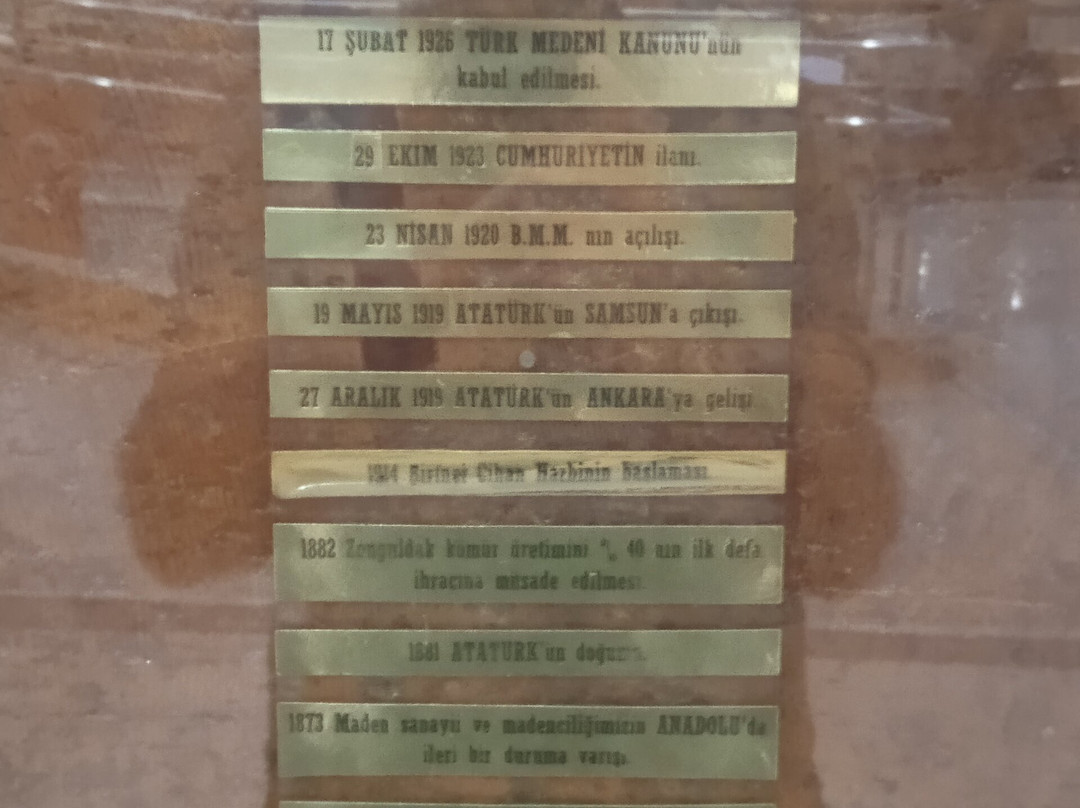 17 ŞUBAT 1926 TÜRK MEDENİ KANUNU'nün
kabul edilmesi.
29 EKİM 1923 CUMHURİYETİN ilanı.
23 NİSAN 1920 B.M.M. nın açılışı.
19 MAYIS 1919 ATATÜRK'ün SAMSUN'a çıkışı.
27 ARALIK 1919 ATATÜRK'ün ANKARA'ya gelişi
1914 Birinci Cihan Harbinin başlaması
1882 Zonguldak kömür üretimini % 40 nın ilk defa
ihracına müsade edilmesi.
1881 ATATÜRK'ün doğumu.
1873 Maden sanayii ve madenciliğimizin ANADOLU'da
ileri bir duruma varışı.